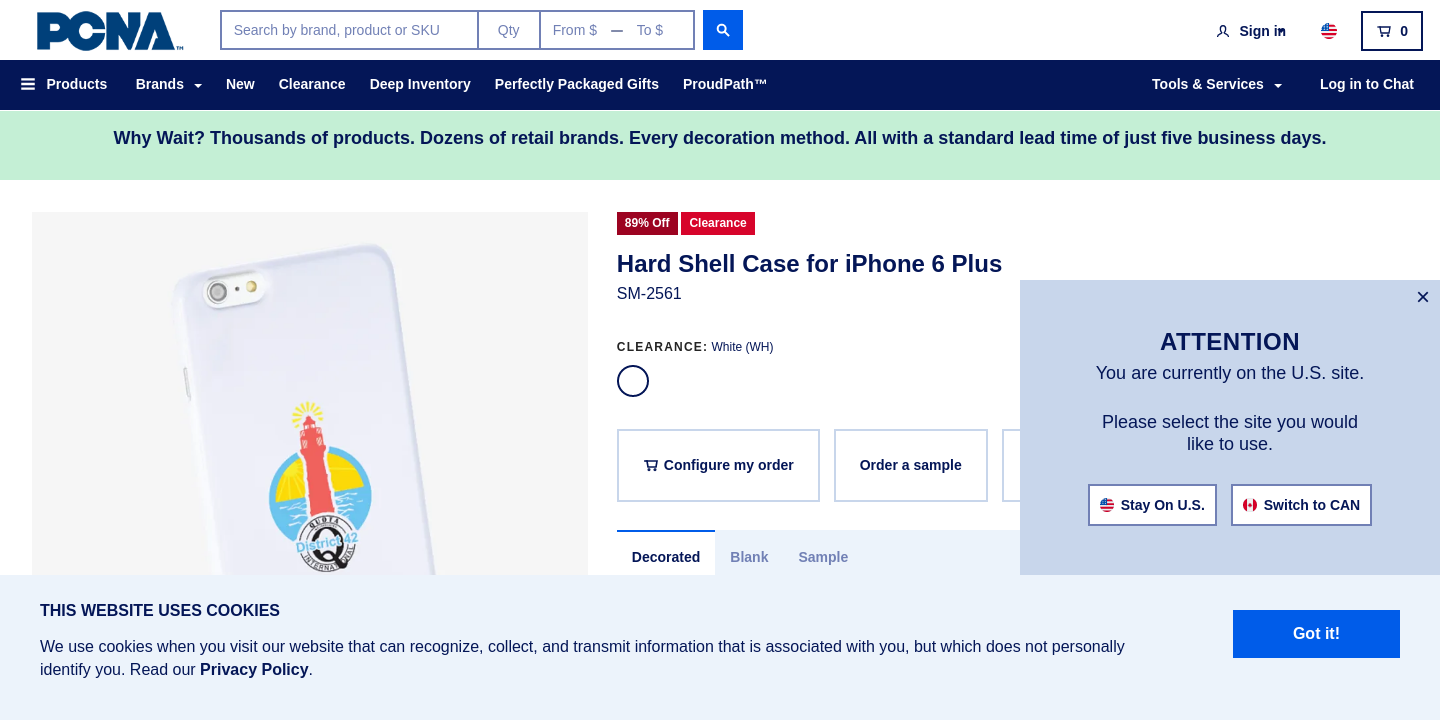 PCNA™
Search by brand, product or SKU
Qty
From $ — To $
Sign in
0
Products
Brands
New
Clearance
Deep Inventory
Perfectly Packaged Gifts
ProudPath™
Tools & Services
Log in to Chat
Why Wait? Thousands of products. Dozens of retail brands. Every decoration method. All with a standard lead time of just five business days.
89% Off
Clearance
Hard Shell Case for iPhone 6 Plus
SM-2561
CLEARANCE: White (WH)
Configure my order
Order a sample
Decorated
Blank
Sample
QUOTA
District 42
INTERNATIONAL
×
ATTENTION
You are currently on the U.S. site.
Please select the site you would
like to use.
Stay On U.S.
Switch to CAN
THIS WEBSITE USES COOKIES
We use cookies when you visit our website that can recognize, collect, and transmit information that is associated with you, but which does not personally
identify you. Read our Privacy Policy.
Got it!